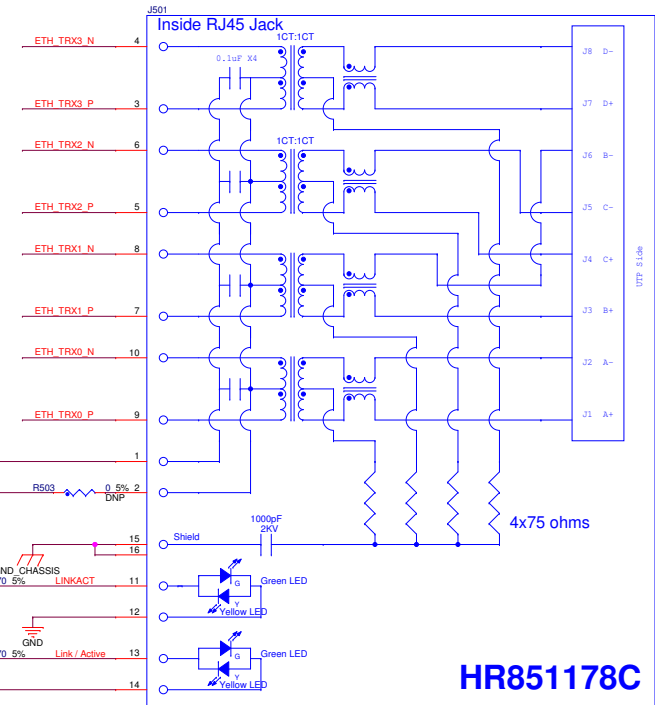 J501
Inside RJ45 Jack
1CT:1CT
0.1uF X4
ETH_TRX3_N 4
J8 D-
ETH_TRX3_P 3
J7 D+
ETH_TRX2_N 6
1CT:1CT
J6 B-
ETH_TRX2_P 5
J5 C-
ETH_TRX1_N 8
J4 C+
UTP Side
ETH_TRX1_P 7
J3 B+
ETH_TRX0_N 10
J2 A-
ETH_TRX0_P 9
J1 A+
1
R503 0 5% 2
DNP
4x75 ohms
1000pF
2KV
15 Shield
16
ND_CHASSIS
70 5% LINKACT 11
G
Green LED
Y
Yellow LED
12
GND
70 5% Link / Active 13
G
Green LED
Y
Yellow LED
14
HR851178C